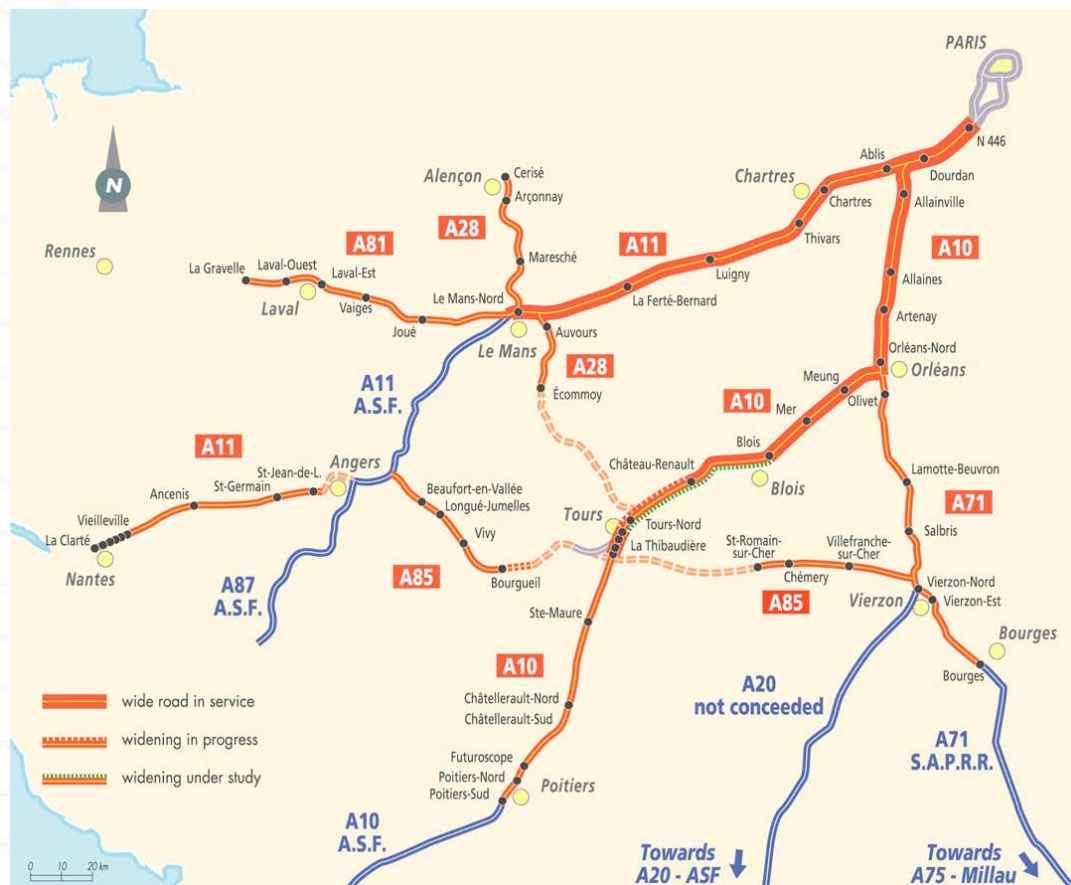 PARIS
N 446
Ablis
Dourdan
Cerisé
Alençon
Arçonnay
Chartres
Chartres
Allainville
A28
A11
A10
Thivars
A81
Rennes
Maresché
Luigny
La Gravelle
Laval-Ouest
Laval-Est
Allaines
Laval
Vaiges
Le Mans-Nord
La Ferté-Bernard
Joué
Auvours
Artenay
Le Mans
A28
Orléans-Nord
Orléans
A11
A.S.F.
Écommoy
Meung
Olivet
A10
Mer
A11
Angers
St-Jean-de-L.
St-Germain
Ancenis
Château-Renault
Blois
Blois
Lamotte-Beuvron
A71
Beaufort-en-Vallée
Longué-Jumelles
Vieilleville
La Clarté
Nantes
Vivy
Tours
Tours-Nord
La Thibaudière
St-Romain-
sur-Cher
Villefranche-
sur-Cher
Salbris
A85
Bourgueil
Chémery
A85
Vierzon-Nord
Vierzon-Est
Vierzon
A87
A.S.F.
Ste-Maure
Bourges
Bourges
A10
A20
not conceeded
Châtellerault-Nord
Châtellerault-Sud
wide road in service
widening in progress
widening under study
A71
S.A.P.R.R.
Futuroscope
Poitiers-Nord
Poitiers-Sud
Poitiers
A10
A.S.F.
Towards
A20 - ASF
Towards
A75 - Millau
N
0 10 20 km